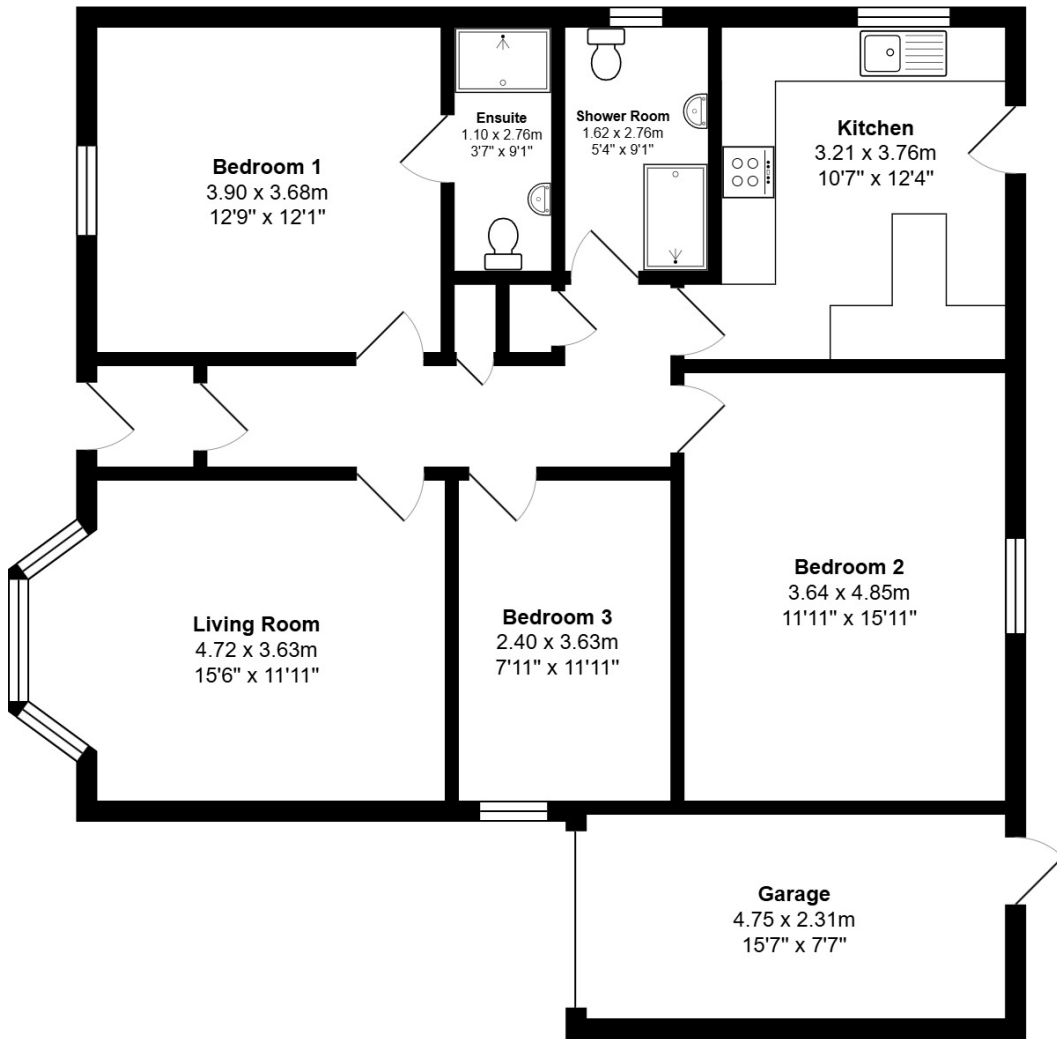 Bedroom 1
3.90 x 3.68m
12'9" x 12'1"
Ensuite
1.10 x 2.76m
3'7" x 9'1"
Shower Room
1.62 x 2.76m
5'4" x 9'1"
Kitchen
3.21 x 3.76m
10'7" x 12'4"
Living Room
4.72 x 3.63m
15'6" x 11'11"
Bedroom 3
2.40 x 3.63m
7'11" x 11'11"
Bedroom 2
3.64 x 4.85m
11'11" x 15'11"
Garage
4.75 x 2.31m
15'7" x 7'7"